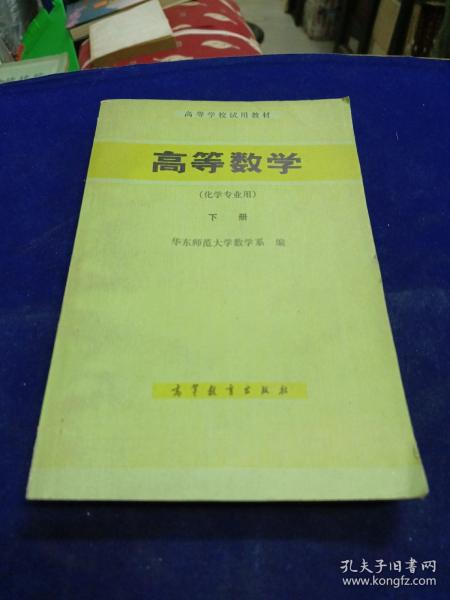 高等学校试用教材
高等数学
(化学专业用)
下 册
华东师范大学数学系 编
高等教育出版社
孔夫子旧书网
www.kongfz.com